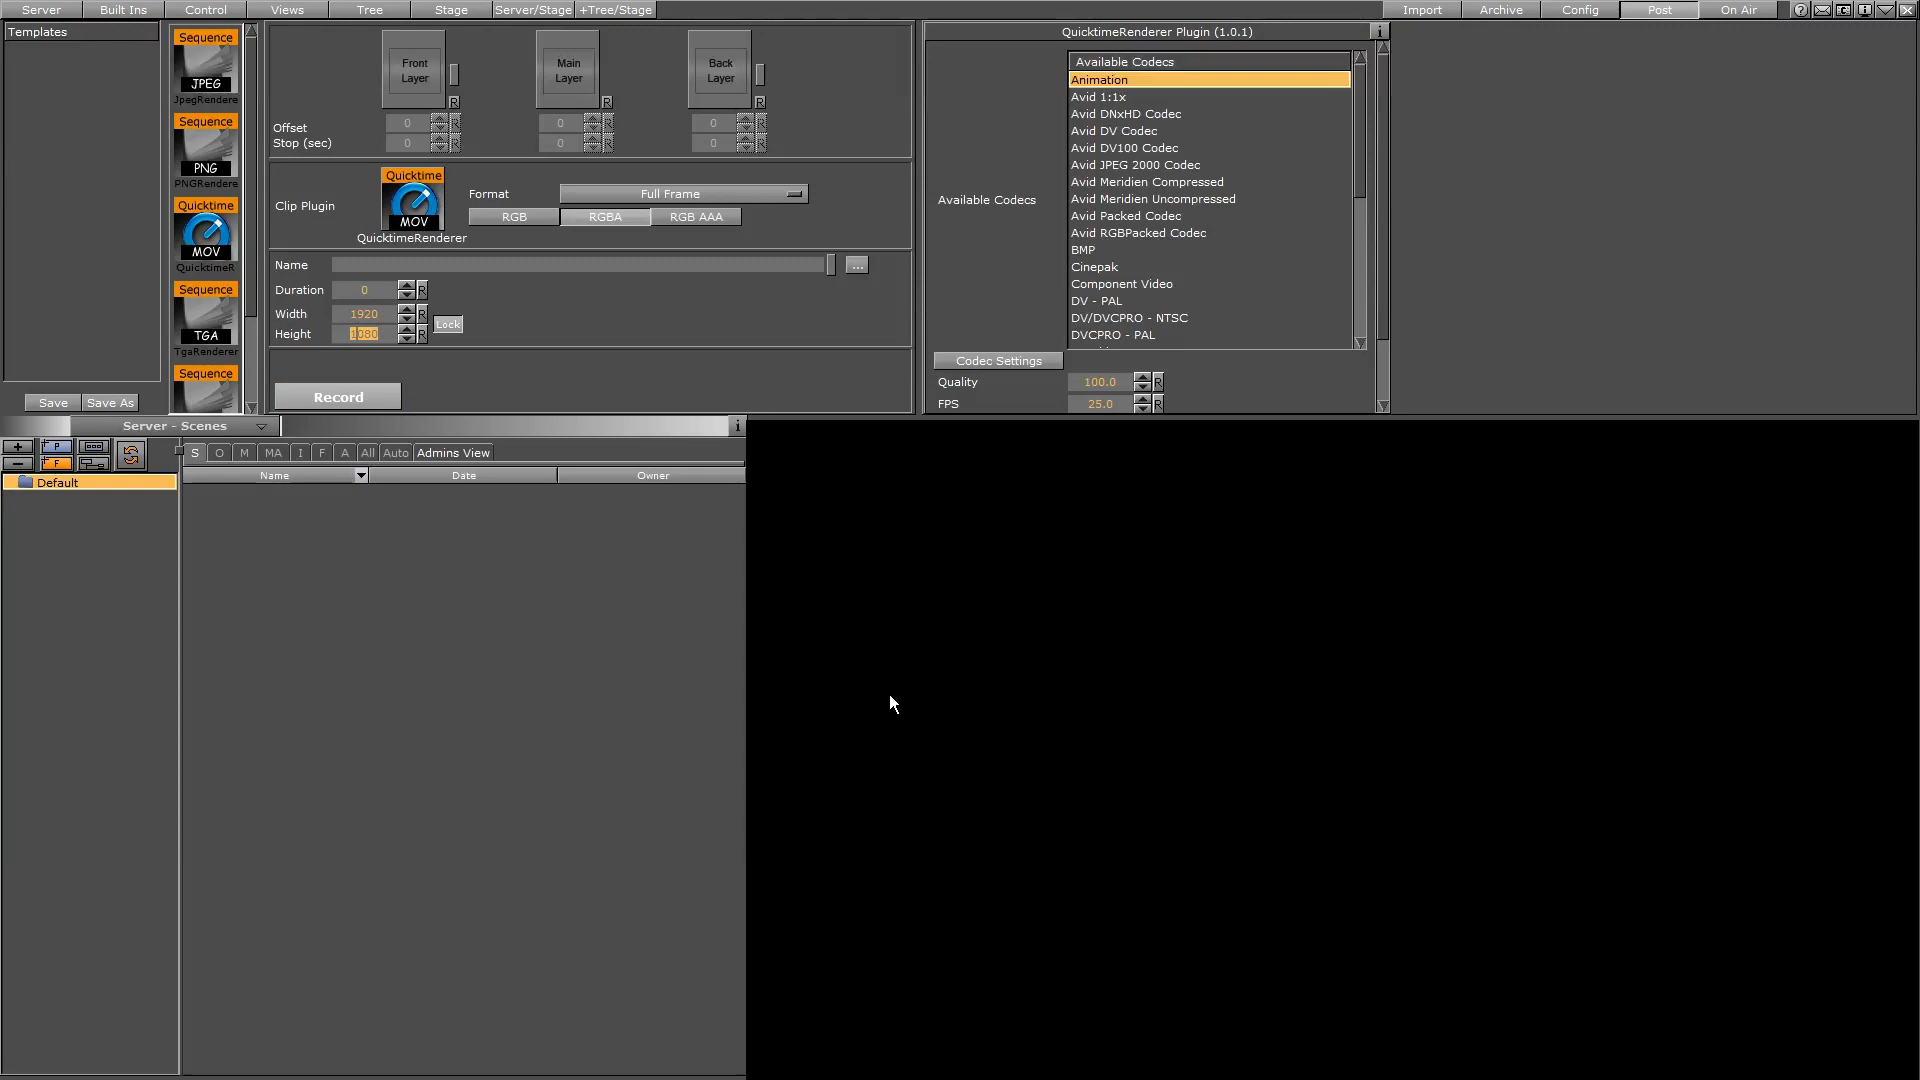 Server Built Ins Control Views Tree Stage Server/Stage +Tree/Stage Import Archive Config Post On Air
Templates
Save Save As
Sequence
JPEG
JpegRendere
Sequence
PNG
PNGRendere
Quicktime
MOV
QuicktimeR
Sequence
TGA
TgaRenderer
Sequence
Front Layer
R
Main Layer
R
Back Layer
R
Offset 0 R 0 R 0 R
Stop (sec) 0 R 0 R 0 R
Clip Plugin
Quicktime
MOV
QuicktimeRenderer
Format Full Frame
RGB RGBA RGB AAA
Name ...
Duration 0 R
Width 1920 R
Height 1080 R
Lock
Record
QuicktimeRenderer Plugin (1.0.1) i
Available Codecs
Available Codecs
Animation
Avid 1:1x
Avid DNxHD Codec
Avid DV Codec
Avid DV100 Codec
Avid JPEG 2000 Codec
Avid Meridien Compressed
Avid Meridien Uncompressed
Avid Packed Codec
Avid RGBPacked Codec
BMP
Cinepak
Component Video
DV - PAL
DV/DVCPRO - NTSC
DVCPRO - PAL
Codec Settings
Quality 100.0 R
FPS 25.0 R
Server - Scenes i
+ P
- F
S O M MA I F A All Auto Admins View
Name Date Owner
Default